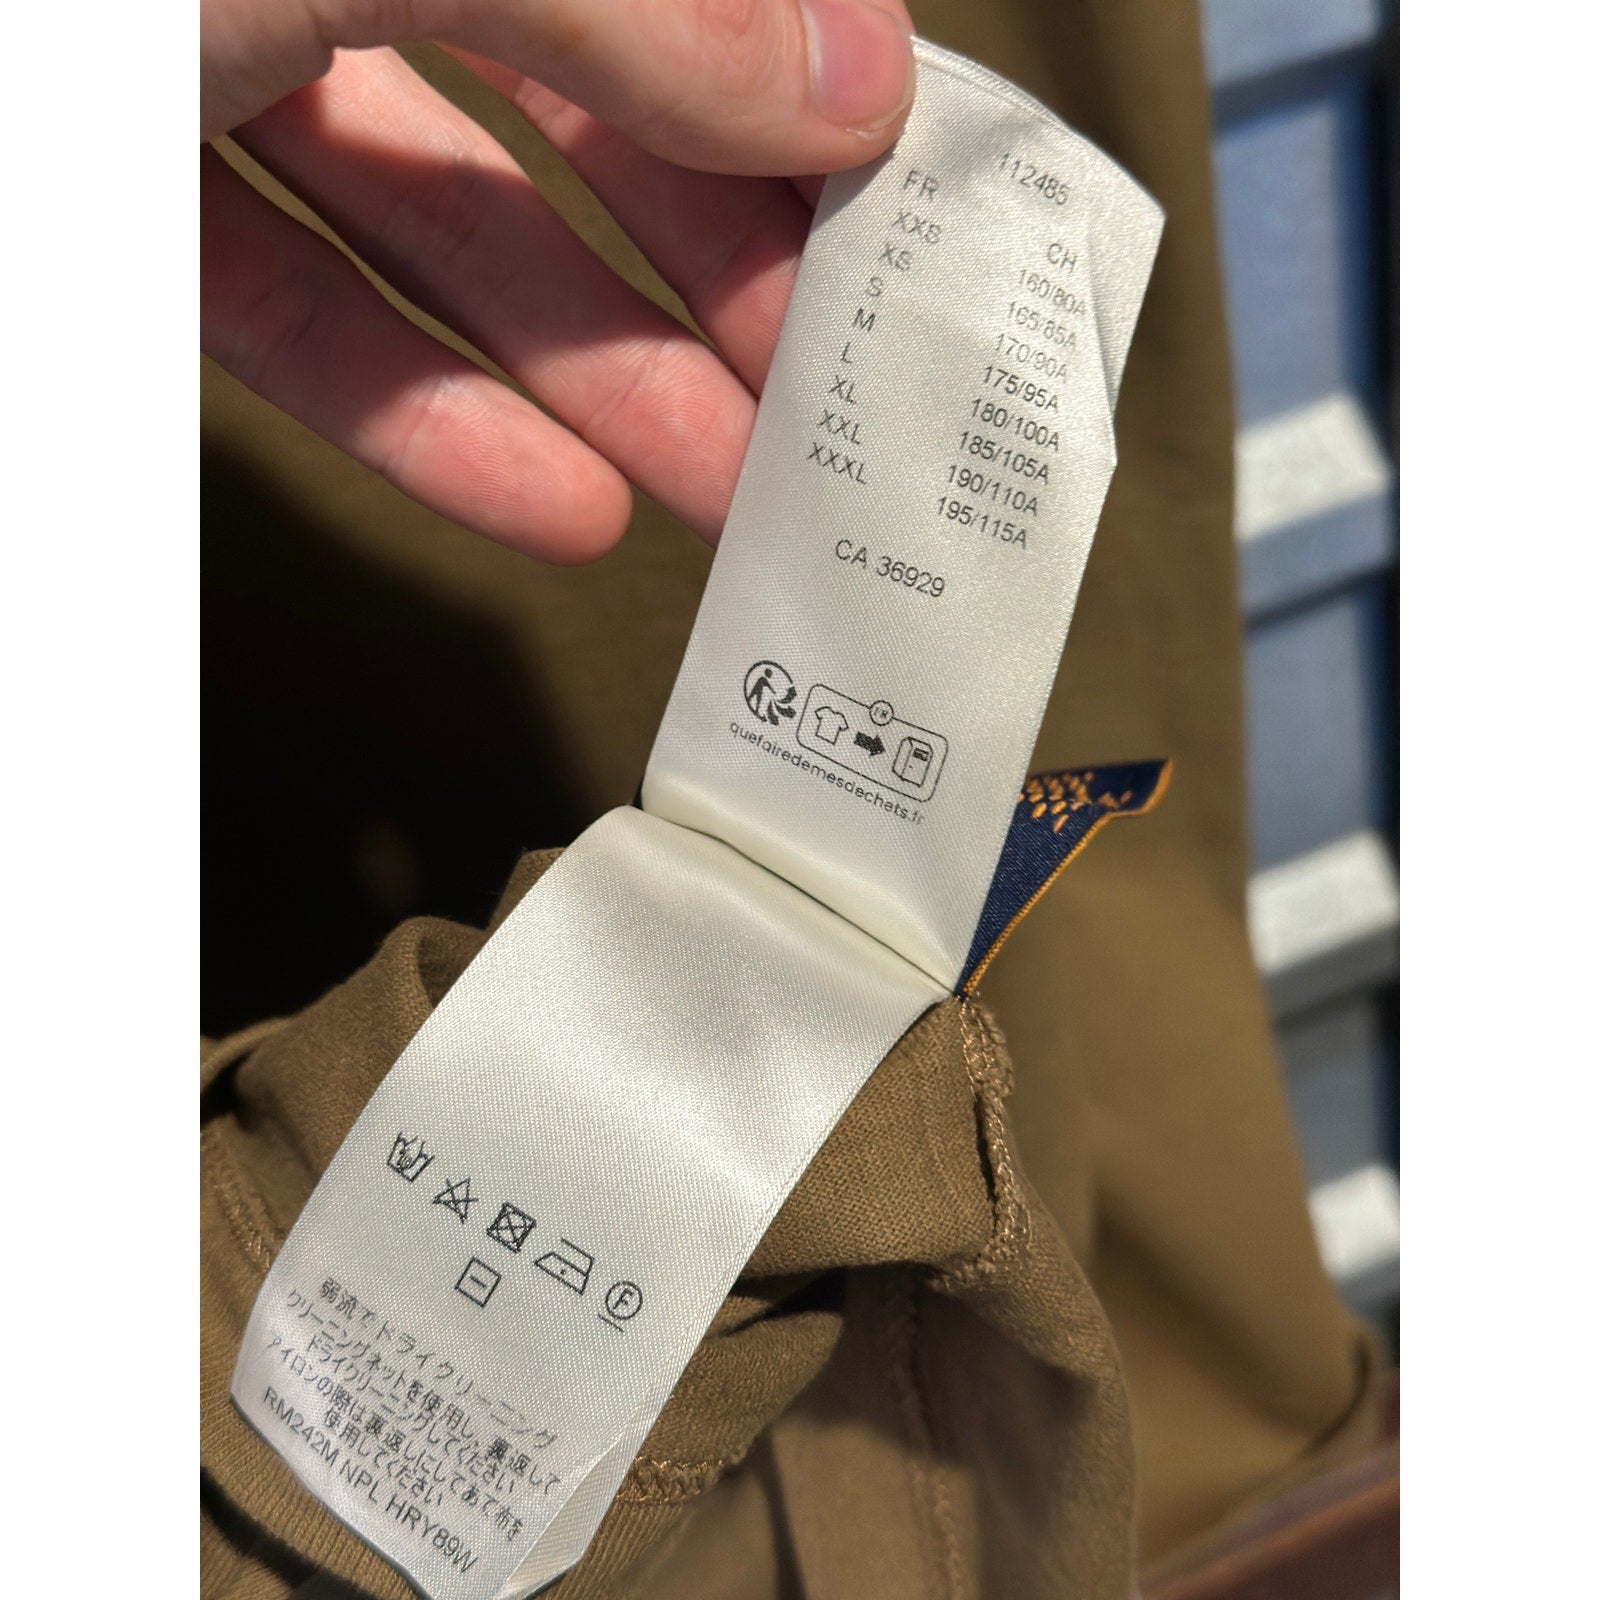 112485
FR CH
XXS 160/80A
XS 165/85A
S 170/90A
M 175/95A
L 180/100A
XL 185/105A
XXL 190/110A
XXXL 195/115A
CA 36929
FR
quefairedemesdechets.fr
F
弱流でドライクリーニング
クリーニングネットを使用し、裏返して
ドライクリーニングしてください
アイロンの際は裏返しにしてあて布を
使用してください
RM242M NPL HRY89W